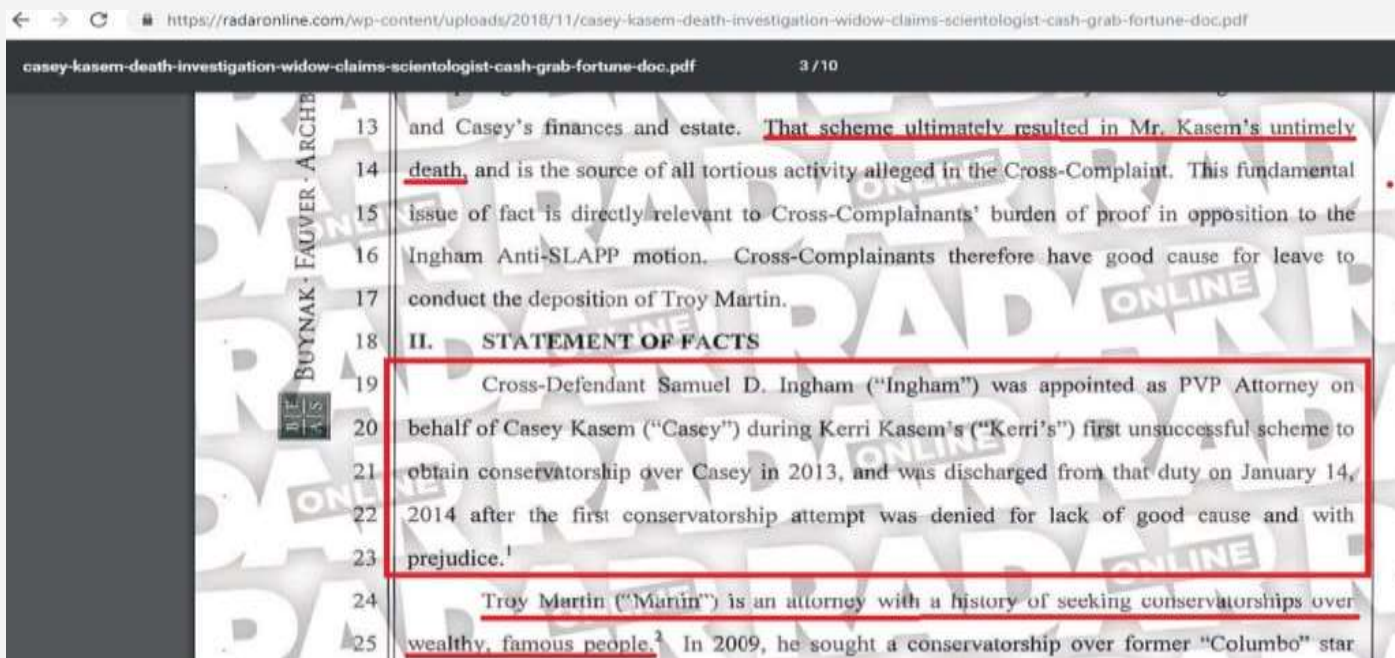 https://radaronline.com/wp-content/uploads/2018/11/casey-kasem-death-investigation-widow-claims-scientologist-cash-grab-fortune-doc.pdf
casey-kasem-death-investigation-widow-claims-scientologist-cash-grab-fortune-doc.pdf 3 / 10
BUYNAK · FAUVER · ARCHB
13 and Casey's finances and estate. That scheme ultimately resulted in Mr. Kasem's untimely
14 death, and is the source of all tortious activity alleged in the Cross-Complaint. This fundamental
15 issue of fact is directly relevant to Cross-Complainants' burden of proof in opposition to the
16 Ingham Anti-SLAPP motion. Cross-Complainants therefore have good cause for leave to
17 conduct the deposition of Troy Martin.
18 II. STATEMENT OF FACTS
19 Cross-Defendant Samuel D. Ingham ("Ingham") was appointed as PVP Attorney on
20 behalf of Casey Kasem ("Casey") during Kerri Kasem's ("Kerri's") first unsuccessful scheme to
21 obtain conservatorship over Casey in 2013, and was discharged from that duty on January 14,
22 2014 after the first conservatorship attempt was denied for lack of good cause and with
23 prejudice.¹
24 Troy Martin ("Martin") is an attorney with a history of seeking conservatorships over
25 wealthy, famous people.² In 2009, he sought a conservatorship over former "Columbo" star
RADAR ONLINE